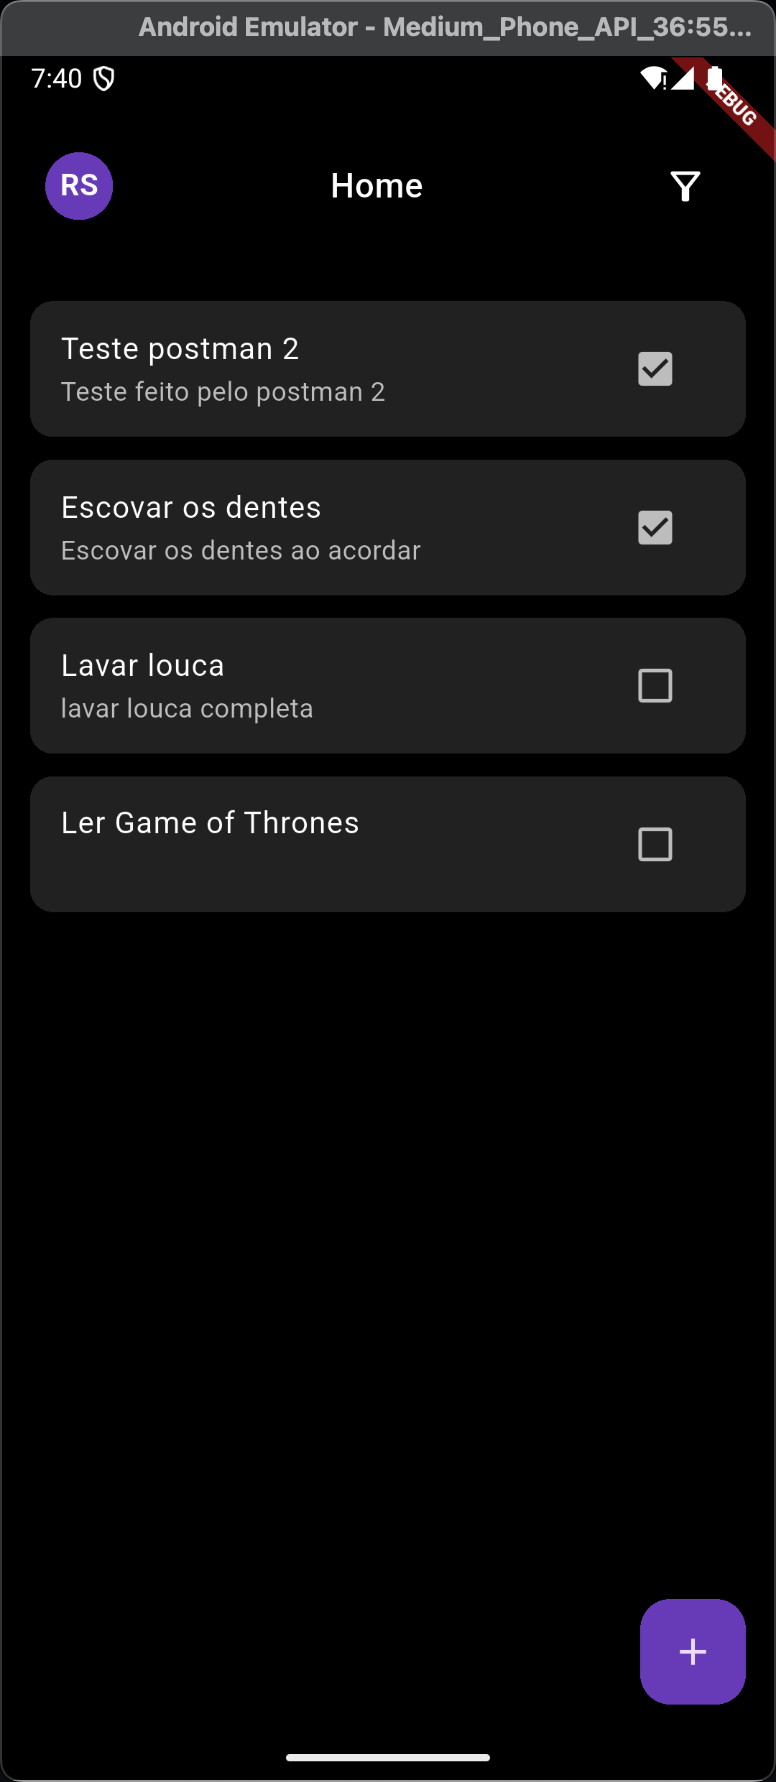 Android Emulator - Medium_Phone_API_36:55...
7:40
RS
Home
Teste postman 2
Teste feito pelo postman 2
Escovar os dentes
Escovar os dentes ao acordar
Lavar louca
lavar louca completa
Ler Game of Thrones